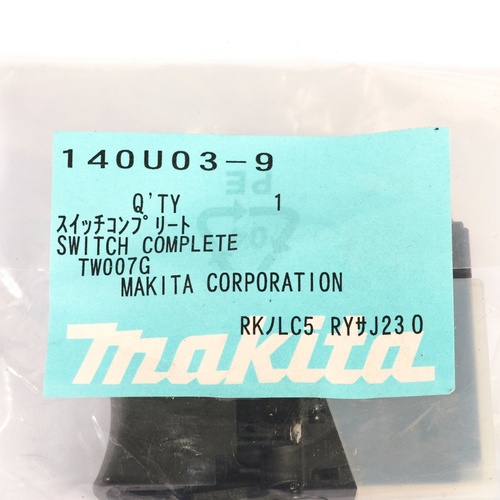 140U03-9
Q'TY 1
スイッチコンプリート
SWITCH COMPLETE
TW007G
MAKITA CORPORATION
RKノLC5 RYサJ230
makita
PE